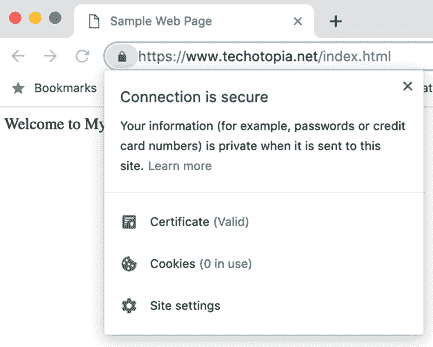 Sample Web Page
https://www.techotopia.net/index.html
Bookmarks
Connection is secure
Welcome to My
Your information (for example, passwords or credit
card numbers) is private when it is sent to this
site. Learn more
Certificate (Valid)
Cookies (0 in use)
Site settings